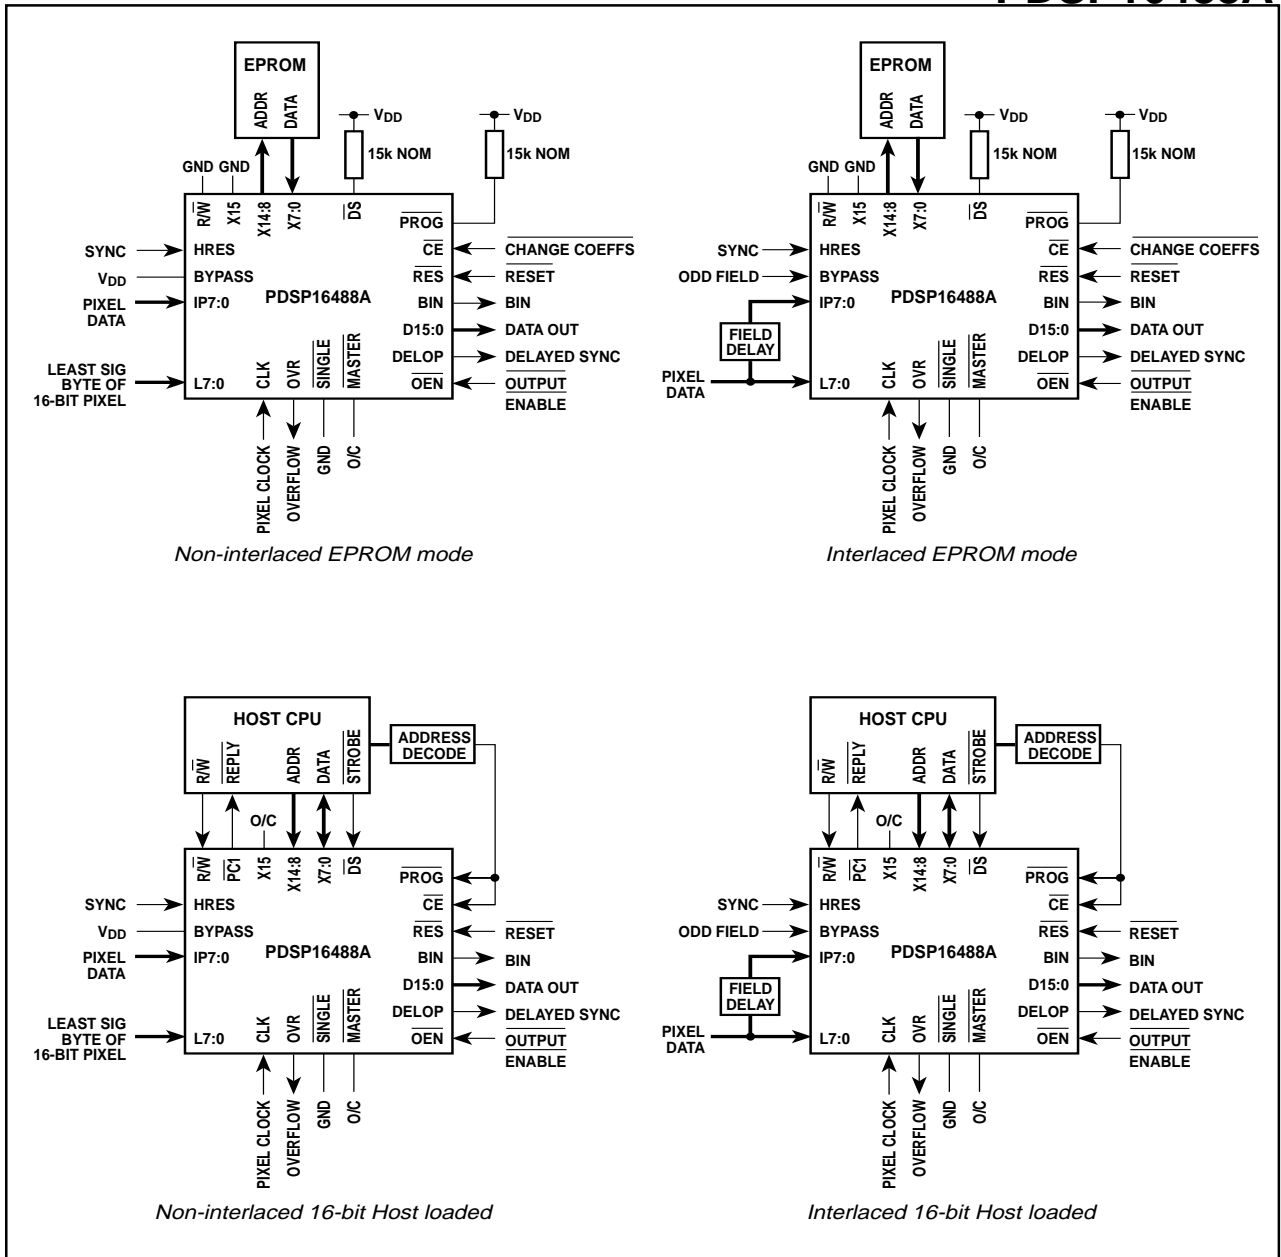 PDSP16488A
EPROM
ADDR
DATA
VDD
VDD
15k NOM
15k NOM
GND GND
R/W
X15
X14:8
X7:0
DS
PROG
SYNC
HRES
CE
CHANGE COEFFS
VDD
BYPASS
RES
RESET
PIXEL
DATA
IP7:0
PDSP16488A
BIN
BIN
D15:0
DATA OUT
DELOP
DELAYED SYNC
LEAST SIG
BYTE OF
16-BIT PIXEL
L7:0
CLK
OVR
SINGLE
MASTER
OEN
OUTPUT
ENABLE
PIXEL CLOCK
OVERFLOW
GND
O/C
Non-interlaced EPROM mode
EPROM
ADDR
DATA
VDD
VDD
15k NOM
15k NOM
GND GND
R/W
X15
X14:8
X7:0
DS
PROG
SYNC
HRES
CE
CHANGE COEFFS
ODD FIELD
BYPASS
RES
RESET
IP7:0
PDSP16488A
BIN
BIN
FIELD
DELAY
D15:0
DATA OUT
DELOP
DELAYED SYNC
PIXEL
DATA
L7:0
CLK
OVR
SINGLE
MASTER
OEN
OUTPUT
ENABLE
PIXEL CLOCK
OVERFLOW
GND
O/C
Interlaced EPROM mode
HOST CPU
R/W
REPLY
ADDR
DATA
STROBE
ADDRESS
DECODE
O/C
R/W
PC1
X15
X14:8
X7:0
DS
PROG
SYNC
HRES
CE
VDD
BYPASS
RES
RESET
PIXEL
DATA
IP7:0
PDSP16488A
BIN
BIN
D15:0
DATA OUT
DELOP
DELAYED SYNC
LEAST SIG
BYTE OF
16-BIT PIXEL
L7:0
CLK
OVR
SINGLE
MASTER
OEN
OUTPUT
ENABLE
PIXEL CLOCK
OVERFLOW
GND
O/C
Non-interlaced 16-bit Host loaded
HOST CPU
R/W
REPLY
ADDR
DATA
STROBE
ADDRESS
DECODE
O/C
R/W
PC1
X15
X14:8
X7:0
DS
PROG
SYNC
HRES
CE
ODD FIELD
BYPASS
RES
RESET
IP7:0
PDSP16488A
BIN
BIN
FIELD
DELAY
D15:0
DATA OUT
DELOP
DELAYED SYNC
PIXEL
DATA
L7:0
CLK
OVR
SINGLE
MASTER
OEN
OUTPUT
ENABLE
PIXEL CLOCK
OVERFLOW
GND
O/C
Interlaced 16-bit Host loaded